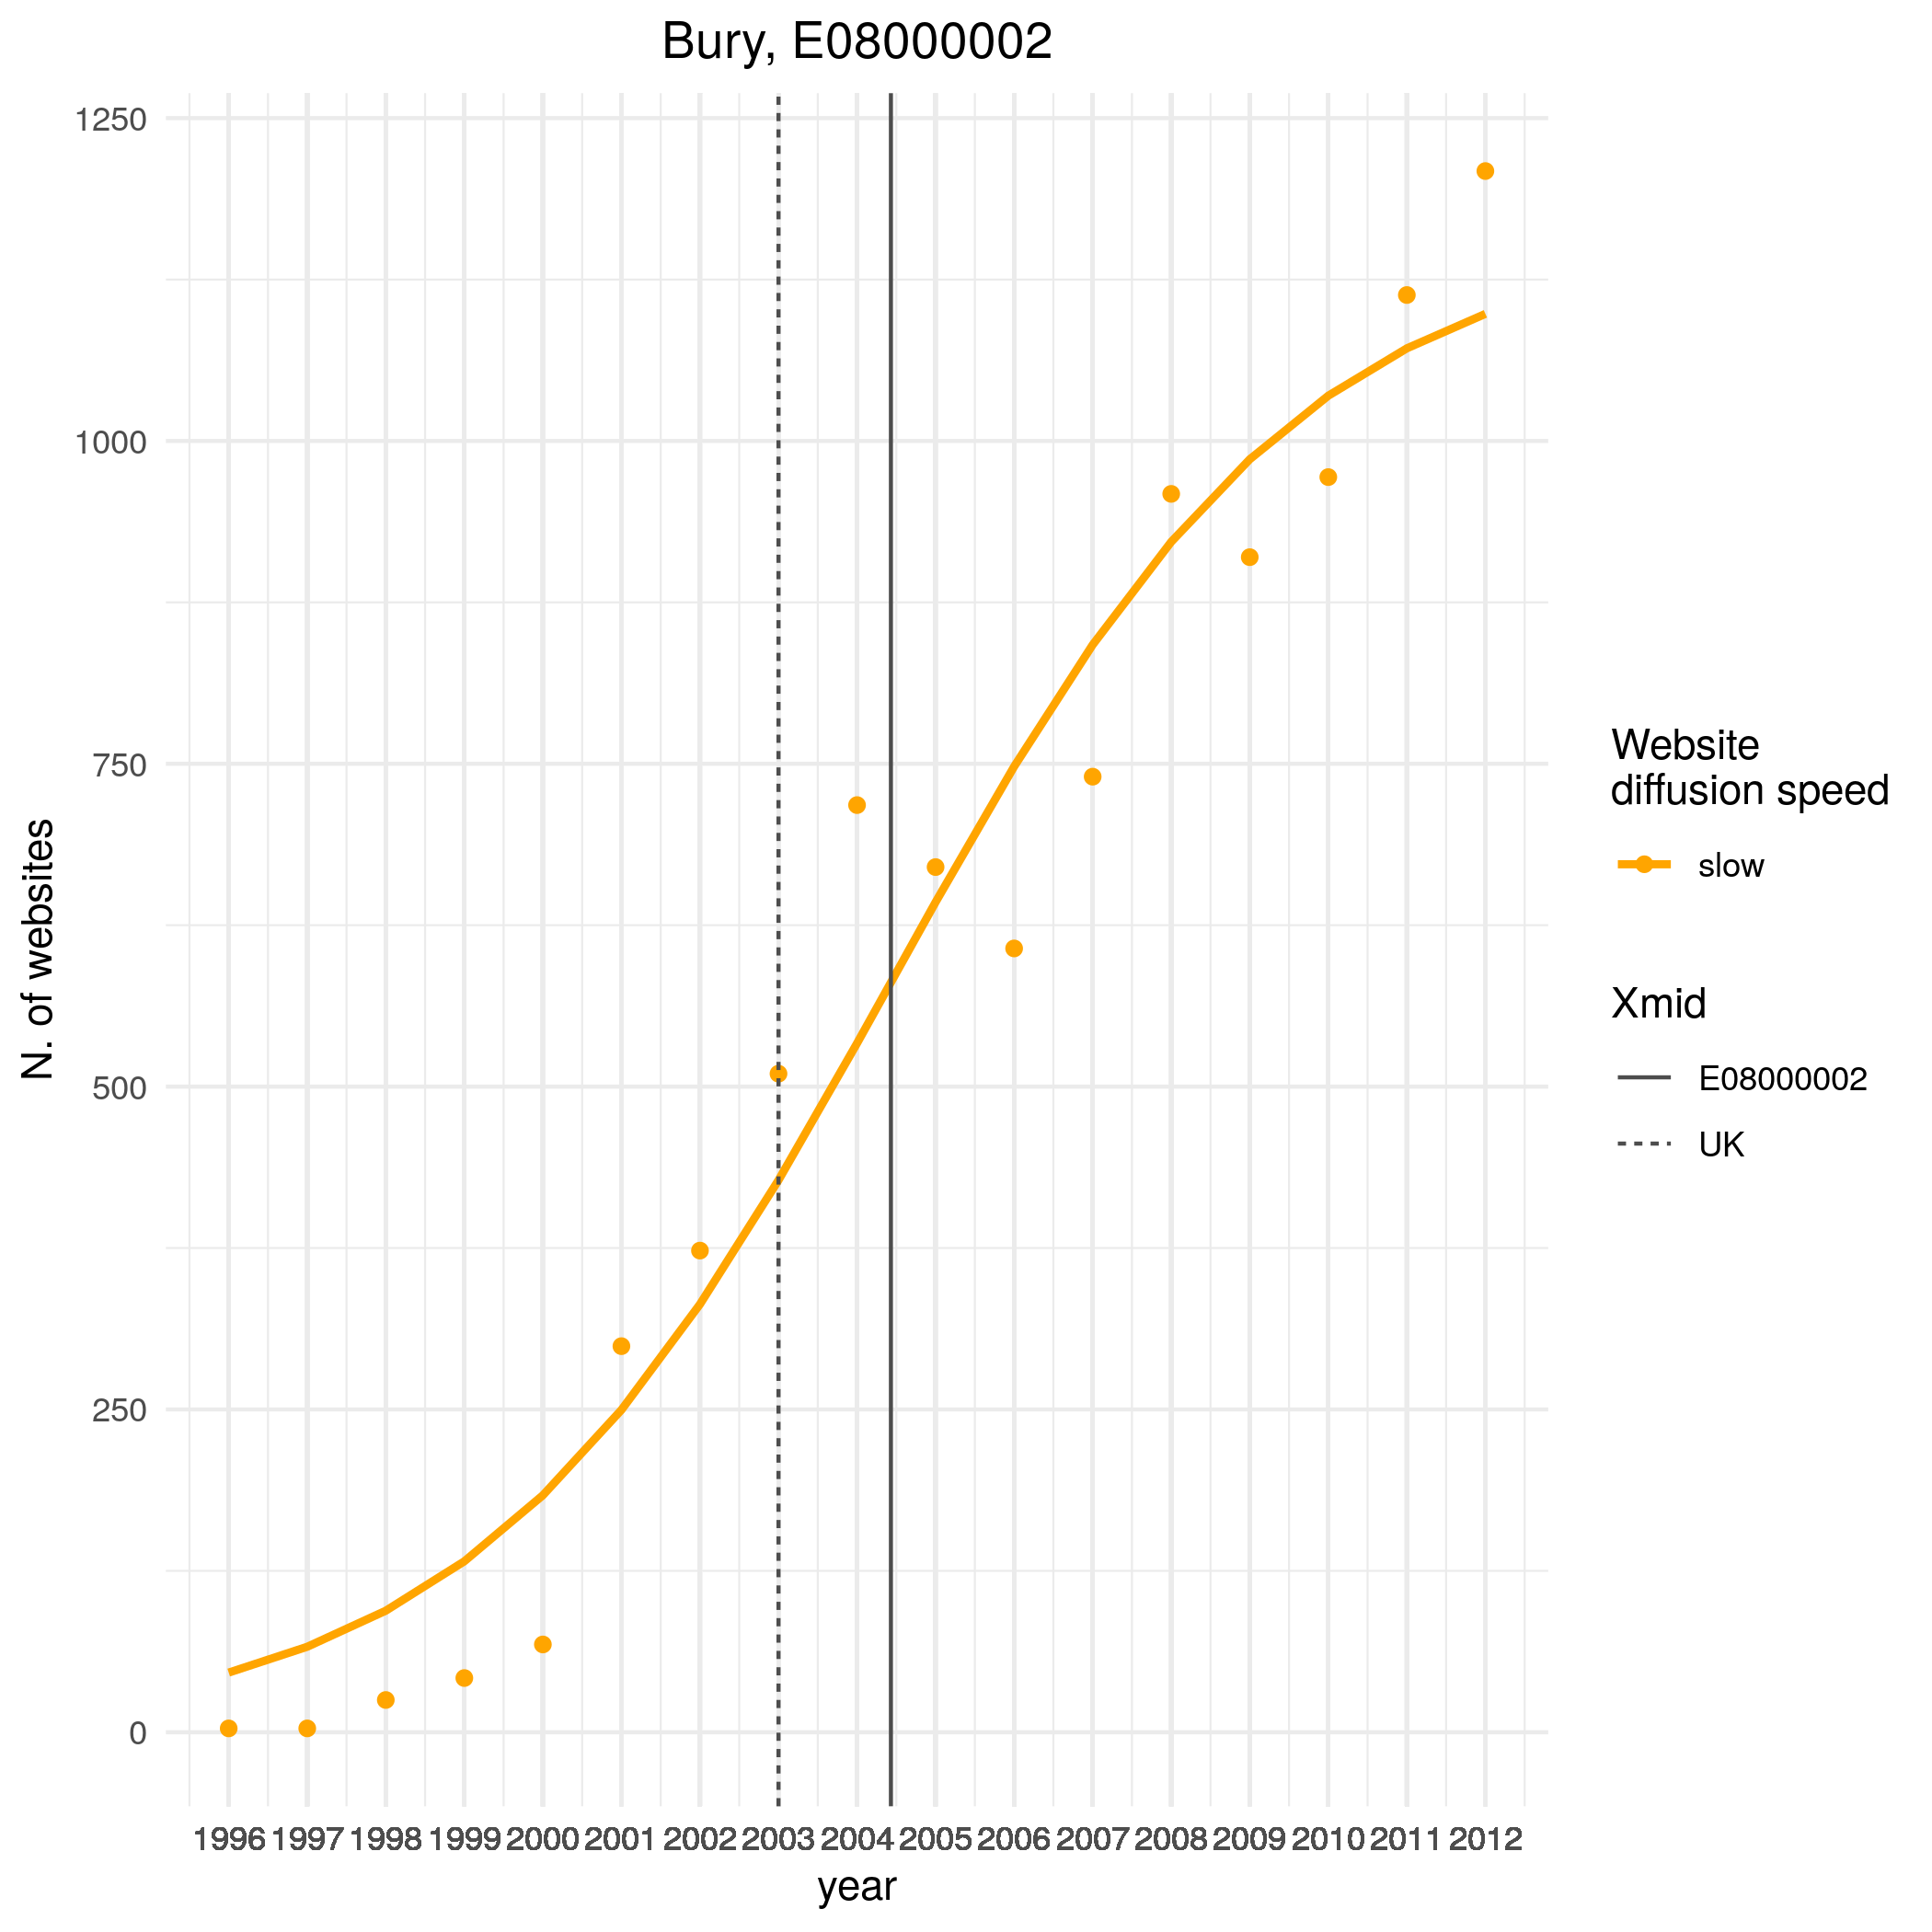 Bury, E08000002
1250
1000
750
500
250
0
N. of websites
1996 1997 1998 1999 2000 2001 2002 2003 2004 2005 2006 2007 2008 2009 2010 2011 2012
year
Website
diffusion speed
slow
Xmid
E08000002
UK